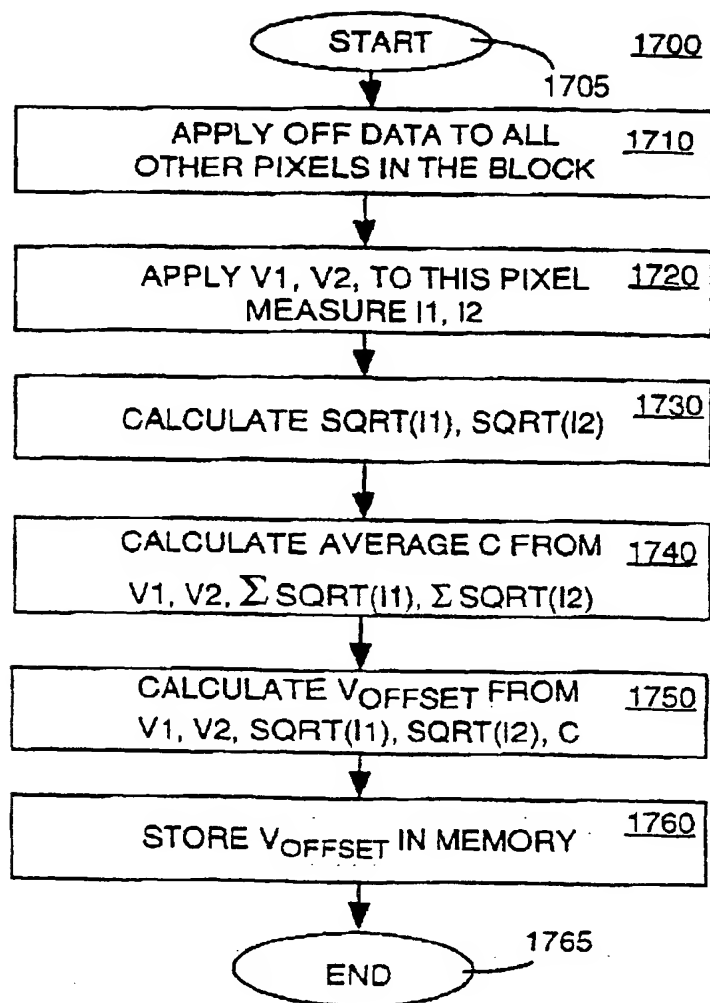 START
1700
1705
APPLY OFF DATA TO ALL
OTHER PIXELS IN THE BLOCK
1710
APPLY V1, V2, TO THIS PIXEL
MEASURE I1, I2
1720
CALCULATE SQRT(I1), SQRT(I2)
1730
CALCULATE AVERAGE C FROM
V1, V2, Σ SQRT(I1), Σ SQRT(I2)
1740
CALCULATE VOFFSET FROM
V1, V2, SQRT(I1), SQRT(I2), C
1750
STORE VOFFSET IN MEMORY
1760
1765
END